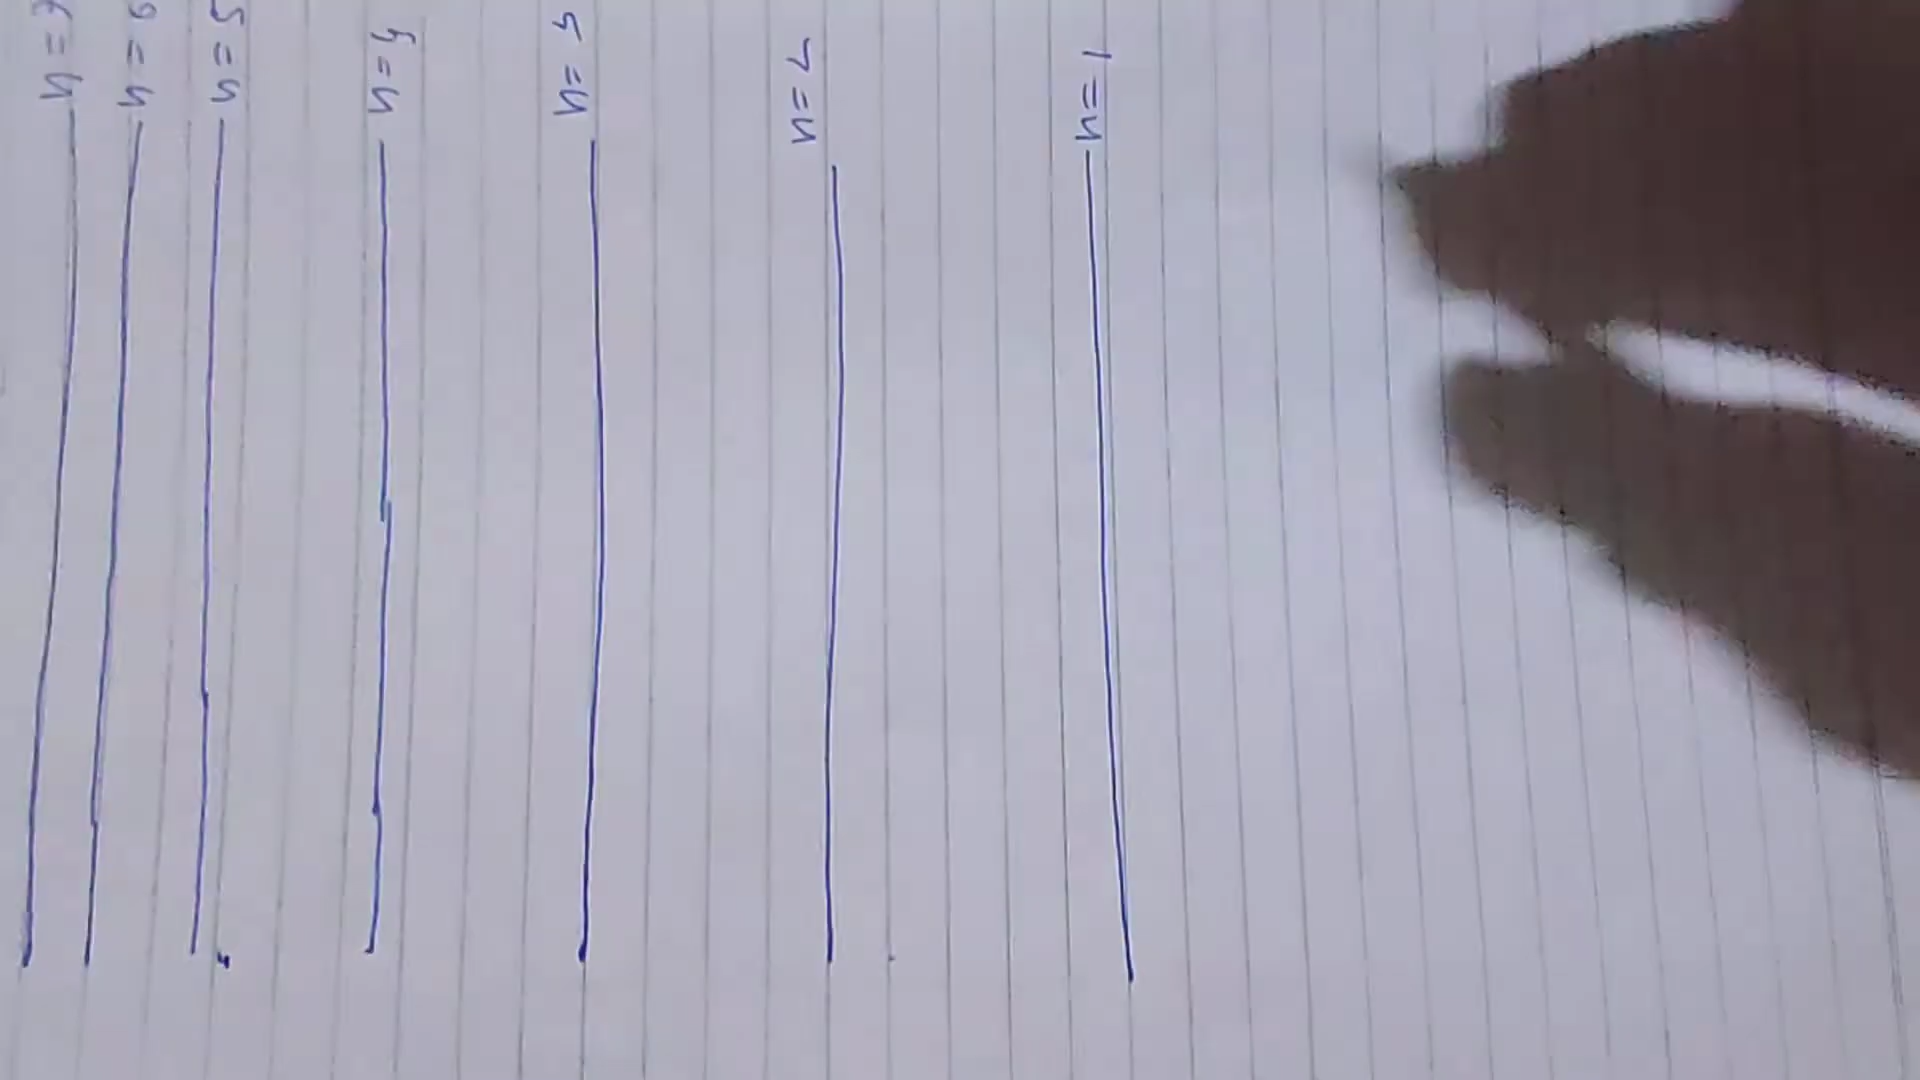 n =
n = 6
n = 5
n = 4
n = 3
n = 2
n = 1